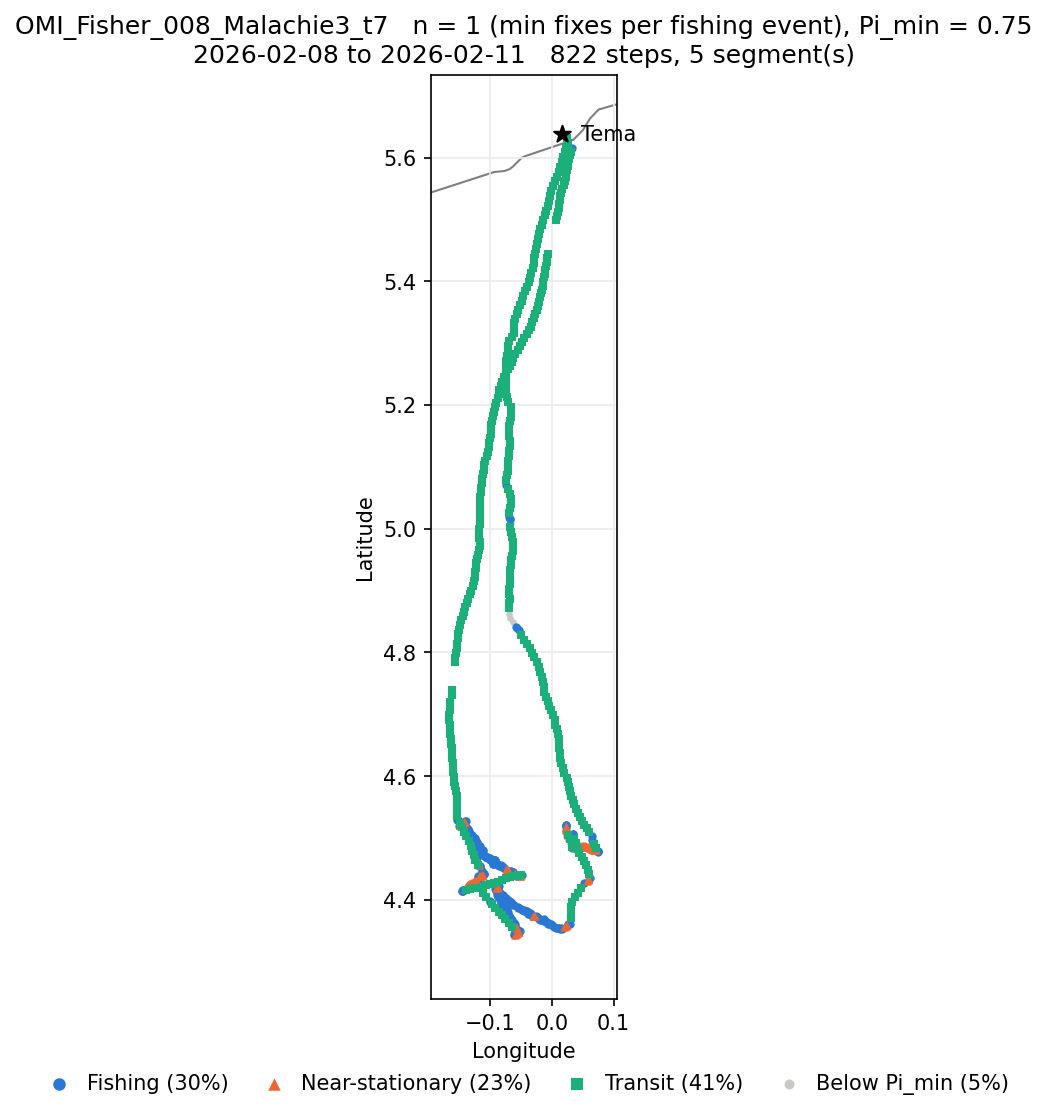 OMI_Fisher_008_Malachie3_t7   n = 1 (min fixes per fishing event), Pi_min = 0.75
2026-02-08 to 2026-02-11   822 steps, 5 segment(s)
Tema
5.6
5.4
5.2
5.0
4.8
4.6
4.4
Latitude
−0.1 0.0 0.1
Longitude
Fishing (30%) Near-stationary (23%) Transit (41%) Below Pi_min (5%)